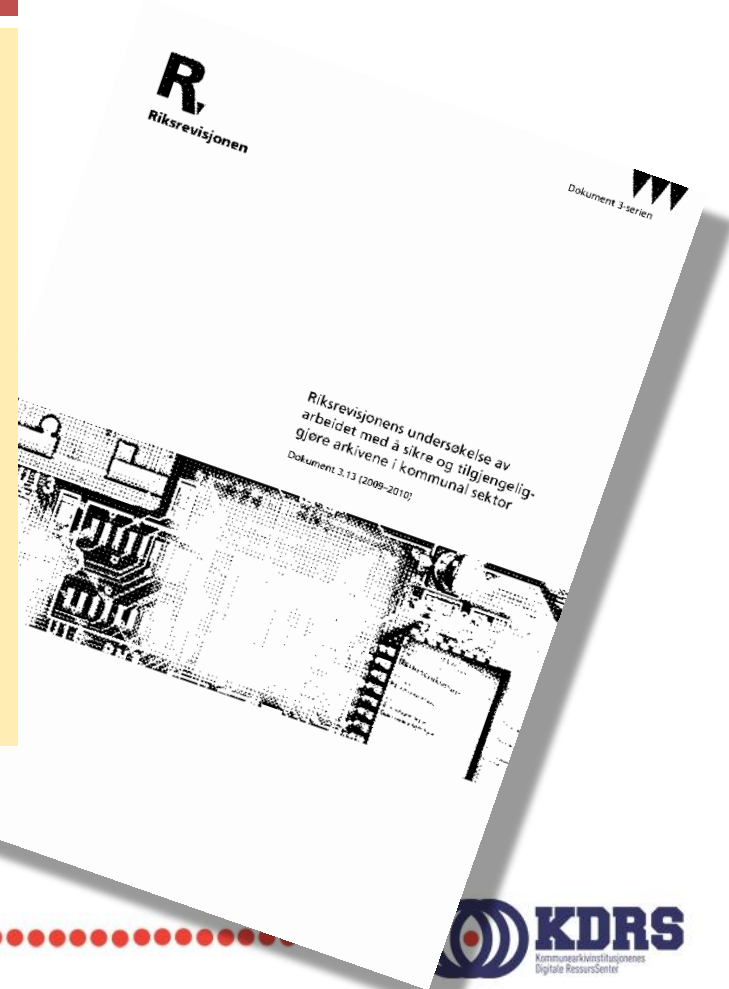 R
Riksrevisjonen
Dokument 3-serien
Riksrevisjonens undersøkelse av
arbeidet med å sikre og tilgjengelig-
gjøre arkivene i kommunal sektor
Dokument 3:13 (2009–2010)
KDRS
Kommunearkivinstitusjonenes
Digitale RessursSenter